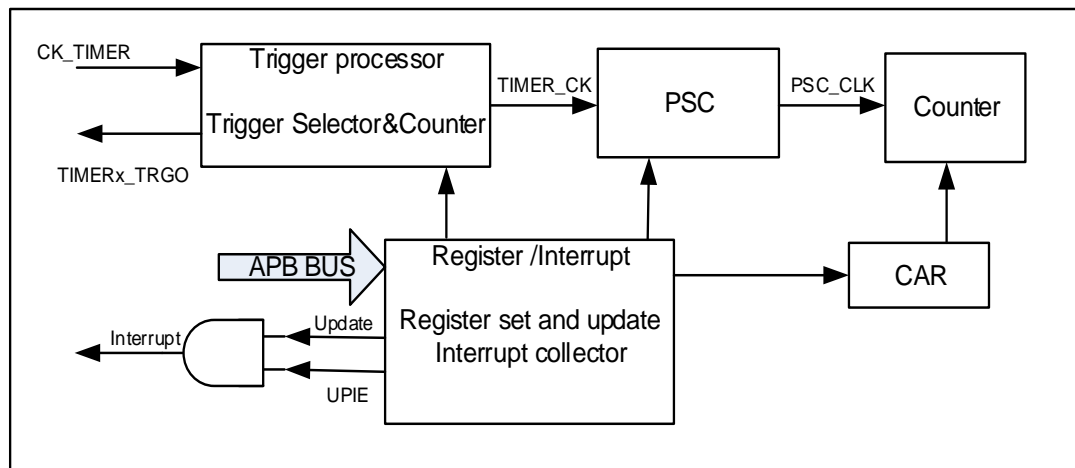 CK_TIMER
Trigger processor
Trigger Selector&Counter
TIMERx_TRGO
TIMER_CK
PSC
PSC_CLK
Counter
APB BUS
Register /Interrupt
Register set and update
Interrupt collector
CAR
Interrupt
Update
UPIE